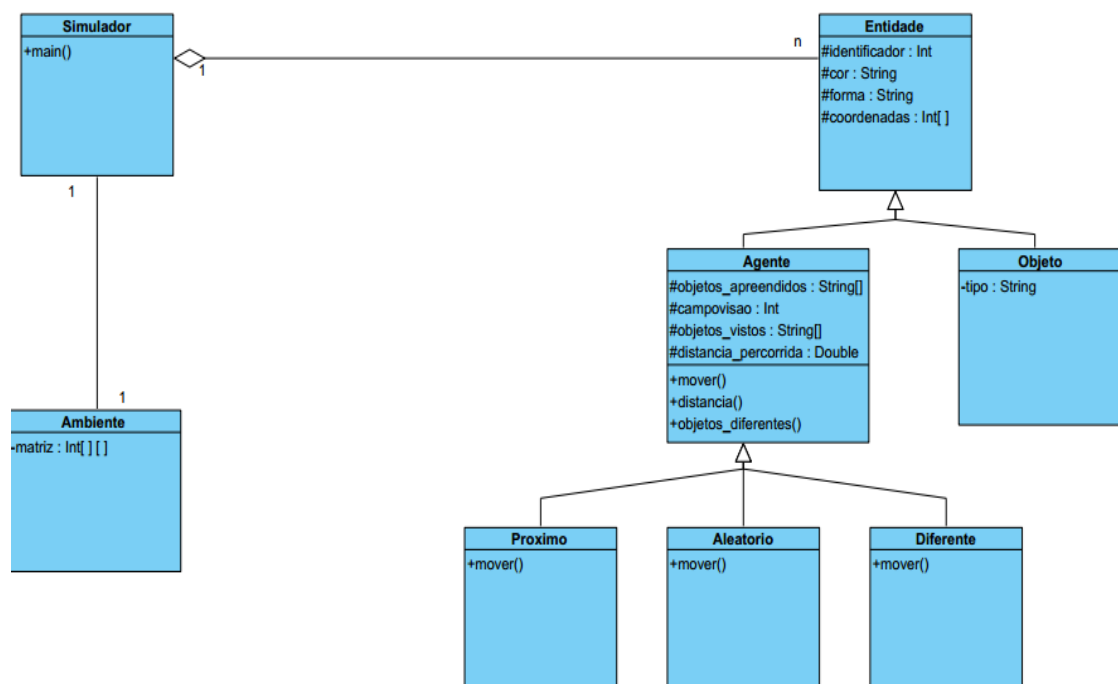 Simulador
+main()
1
n
Entidade
#identificador : Int
#cor : String
#forma : String
#coordenadas : Int[ ]
1
1
Ambiente
-matriz : Int[ ] [ ]
Agente
#objetos_apreendidos : String[]
#campovisao : Int
#objetos_vistos : String[]
#distancia_percorrida : Double
+mover()
+distancia()
+objetos_diferentes()
Objeto
-tipo : String
Proximo
+mover()
Aleatorio
+mover()
Diferente
+mover()